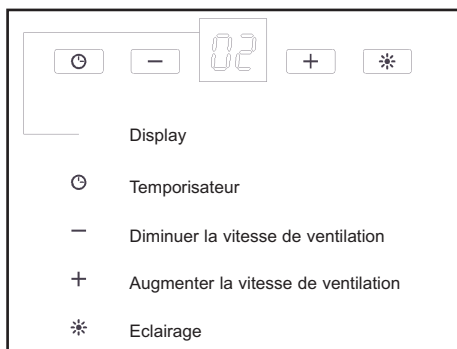 02
Display
Temporisateur
− Diminuer la vitesse de ventilation
+ Augmenter la vitesse de ventilation
Eclairage